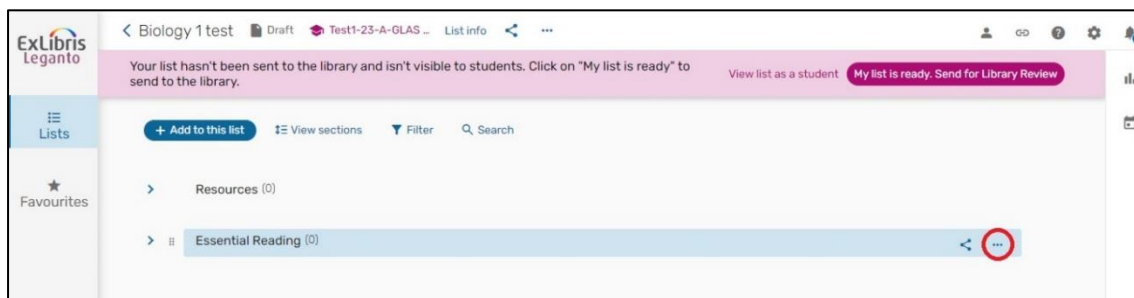 ExLibris
Leganto
Biology 1 test Draft Test1-23-A-GLAS ... List info ...
Your list hasn't been sent to the library and isn't visible to students. Click on "My list is ready" to
send to the library.
View list as a student My list is ready. Send for Library Review
Lists
+ Add to this list View sections Filter Search
Favourites
Resources (0)
Essential Reading (0) ...